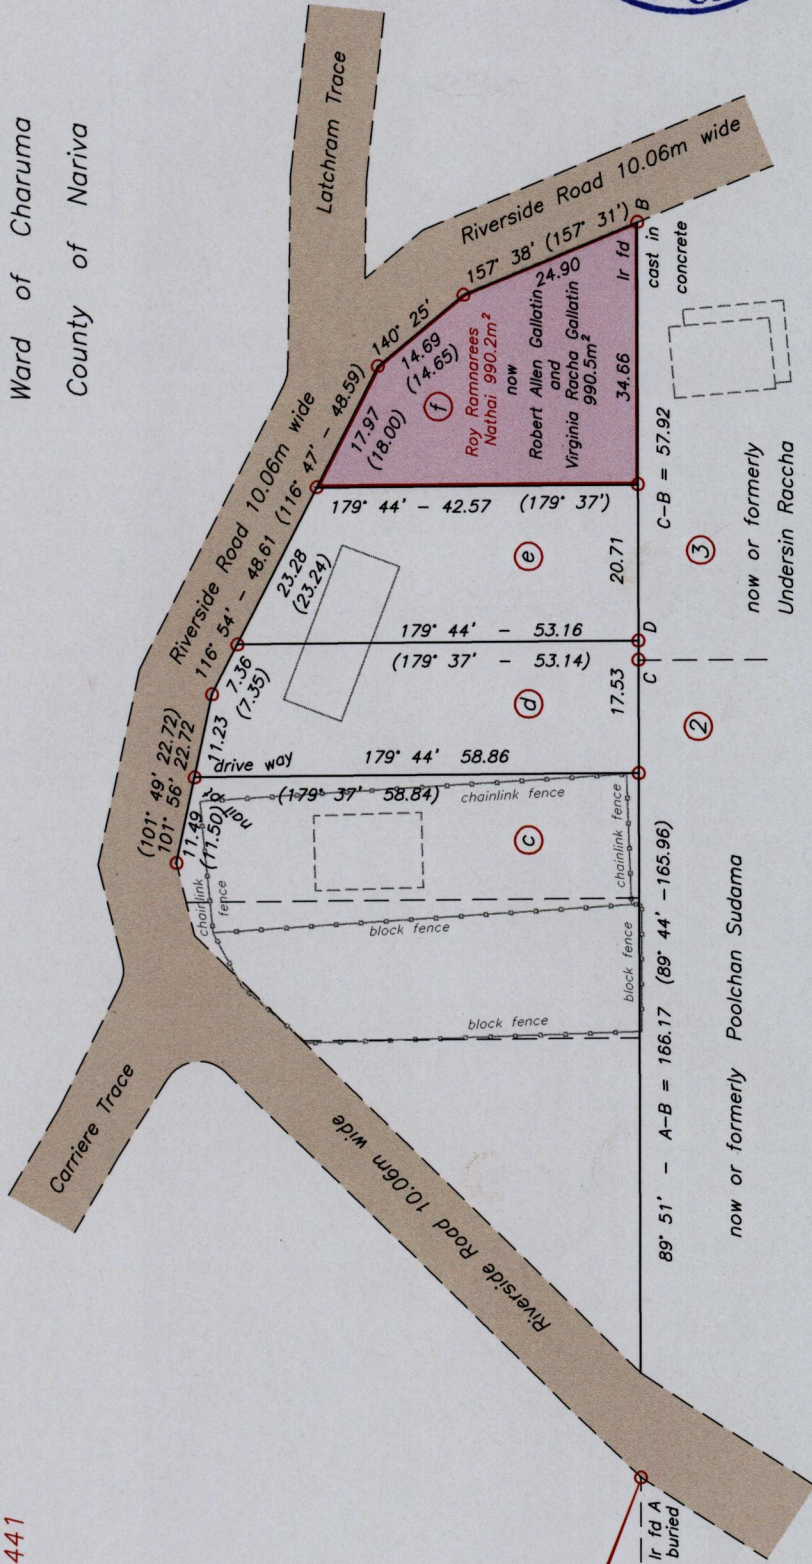 Ward of Charuma
County of Nariva
441
Latchram Trace
Riverside Road 10.06m wide
157° 38' (157° 31')
24.90
Ir fd
B
cast in
concrete
140° 25'
14.69
(14.65)
17.97
(18.00)
f
Roy Ramnarees
Nathai 990.2m²
now
Robert Allen Gallatin
and
Virginia Racha Gallatin
990.5m²
34.66
C-B = 57.92
Riverside Road 10.06m wide
116° 54' - 48.61 (116° 47' - 48.59)
179° 44' - 42.57 (179° 37')
23.28
(23.24)
e
20.71
3
now or formerly
Undersin Raccha
179° 44' - 53.16
(179° 37' - 53.14)
D
C
7.36
(7.35)
11.23
d
17.53
2
(101° 49' 22.72)
101° 56' 22.72
drive way
179° 44' 58.86
(179° 37' 58.84)
nail fd
11.49
(11.50)
chainlink fence
chainlink fence
chainlink
fence
c
block fence
block fence
block fence
Carriere Trace
Riverside Road 10.06m wide
89° 51' - A-B = 166.17 (89° 44' -165.96)
now or formerly Poolchan Sudama
Ir fd A
buried